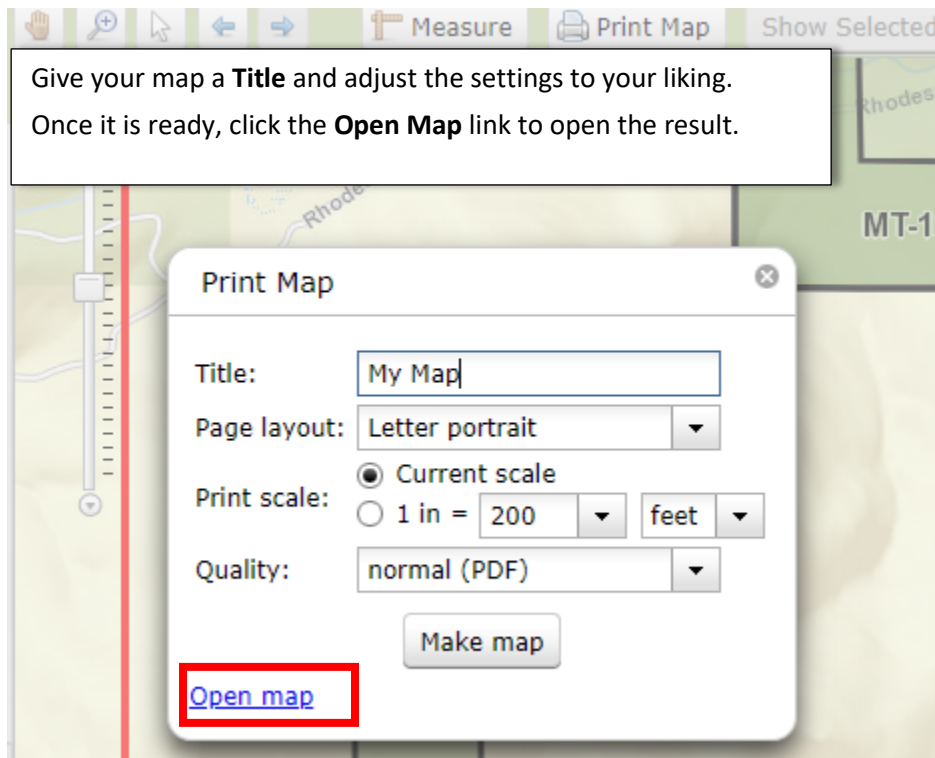 Measure Print Map Show Selected
Give your map a Title and adjust the settings to your liking.
Once it is ready, click the Open Map link to open the result.
Rhodes
Rhodes
MT-1
Print Map
Title: My Map
Page layout: Letter portrait
Print scale: Current scale
1 in = 200 feet
Quality: normal (PDF)
Make map
Open map